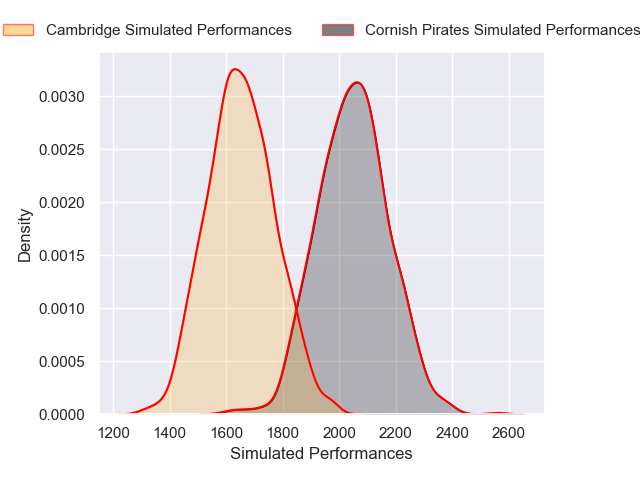 Cambridge Simulated Performances Cornish Pirates Simulated Performances
0.0030
0.0025
0.0020
0.0015
0.0010
0.0005
0.0000
Density
1200 1400 1600 1800 2000 2200 2400 2600
Simulated Performances